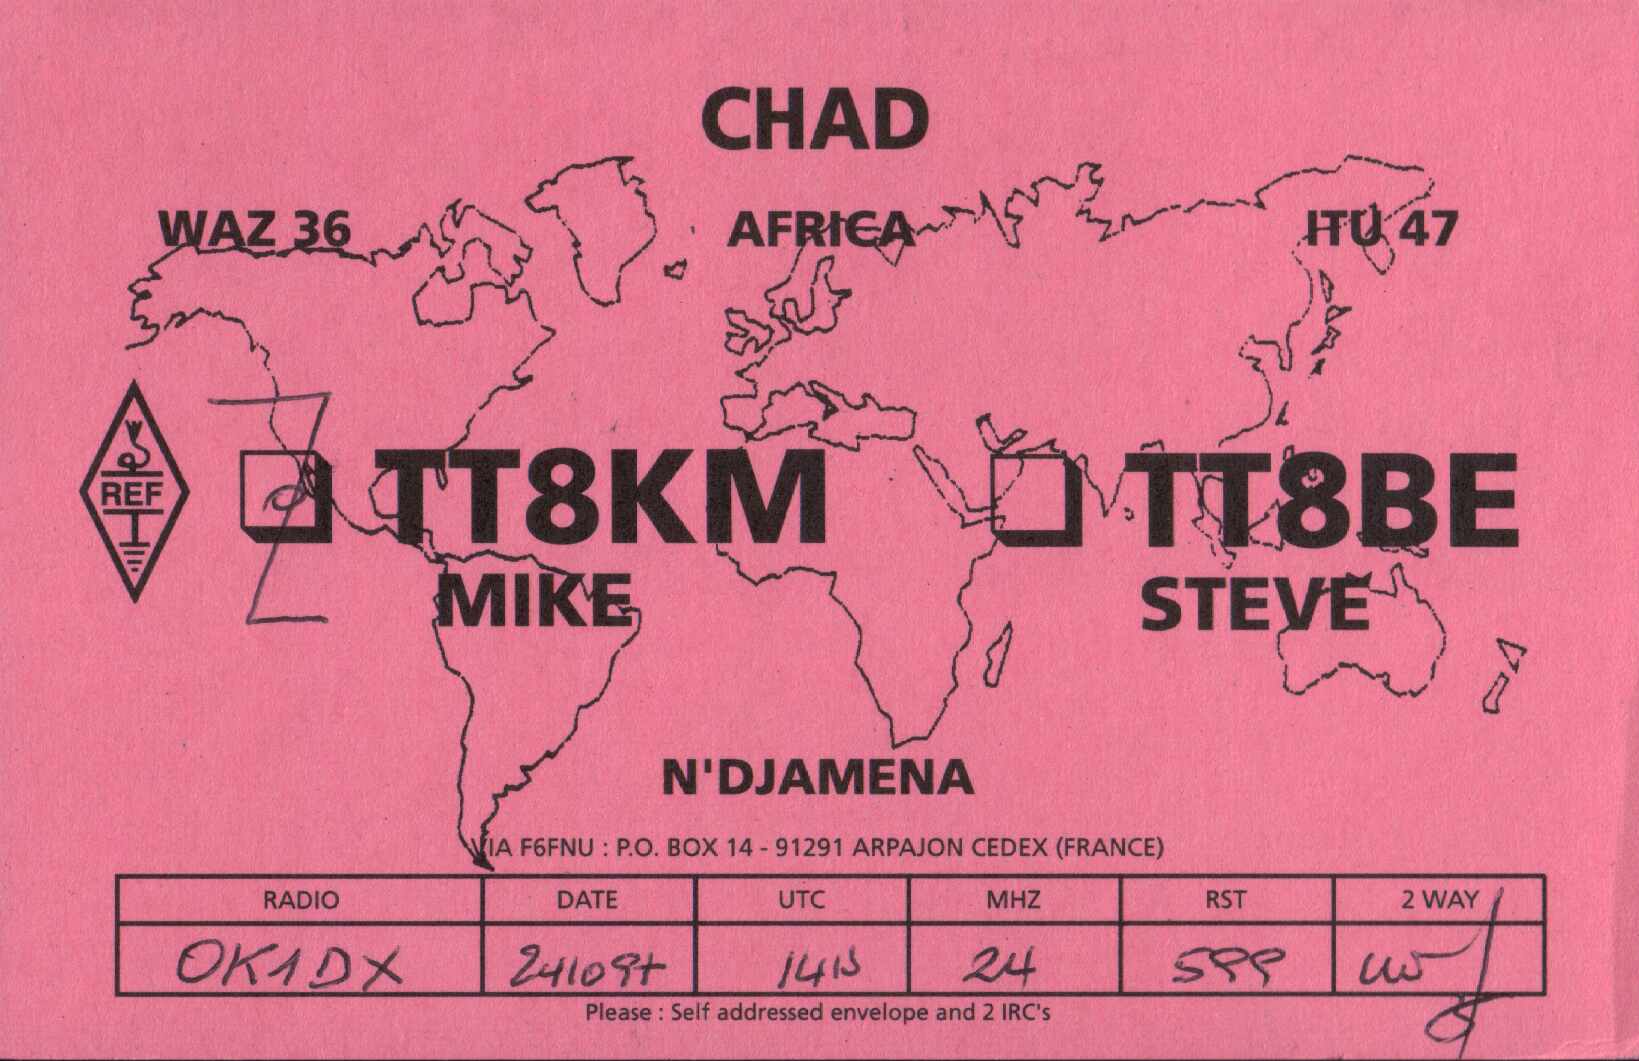 CHAD
WAZ 36 AFRICA ITU 47
REF
TT8KM TT8BE
MIKE STEVE
N'DJAMENA
VIA F6FNU : P.O. BOX 14 - 91291 ARPAJON CEDEX (FRANCE)
RADIO DATE UTC MHZ RST 2 WAY
OK1DX 24 599
Please : Self addressed envelope and 2 IRC's